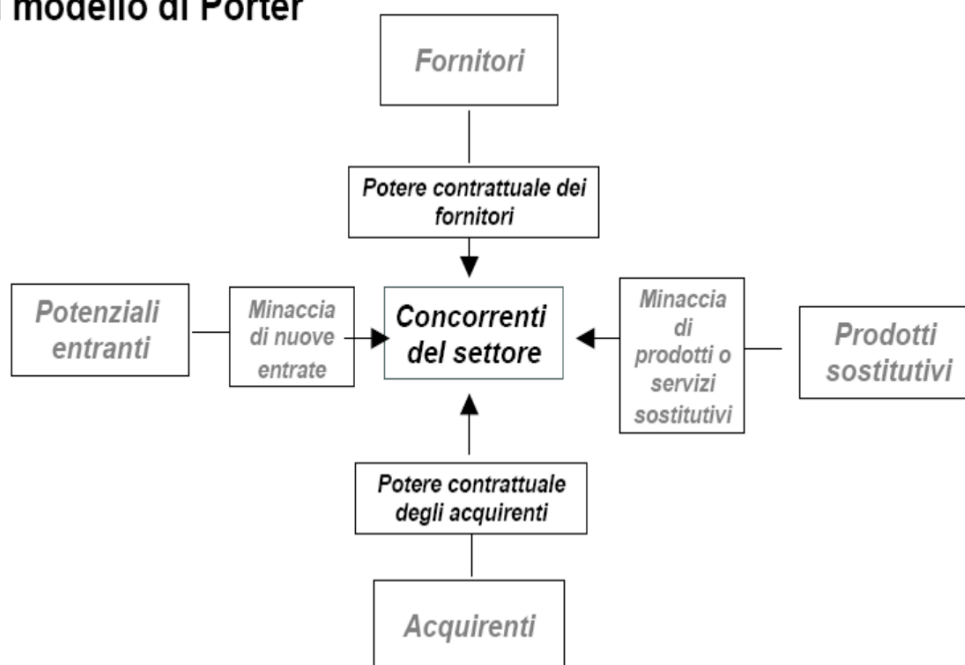 modello di Porter
Fornitori
Potere contrattuale dei
fornitori
Potenziali
entranti
Minaccia
di nuove
entrate
Concorrenti
del settore
Minaccia
di
prodotti o
servizi
sostitutivi
Prodotti
sostitutivi
Potere contrattuale
degli acquirenti
Acquirenti